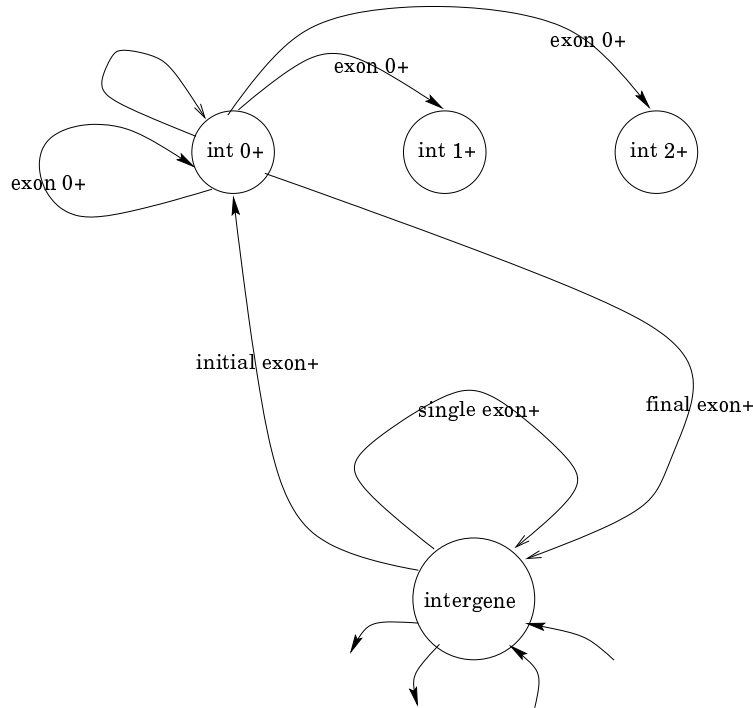 exon 0+
exon 0+
int 0+
int 1+
int 2+
exon 0+
initial exon+
single exon+
final exon+
intergene